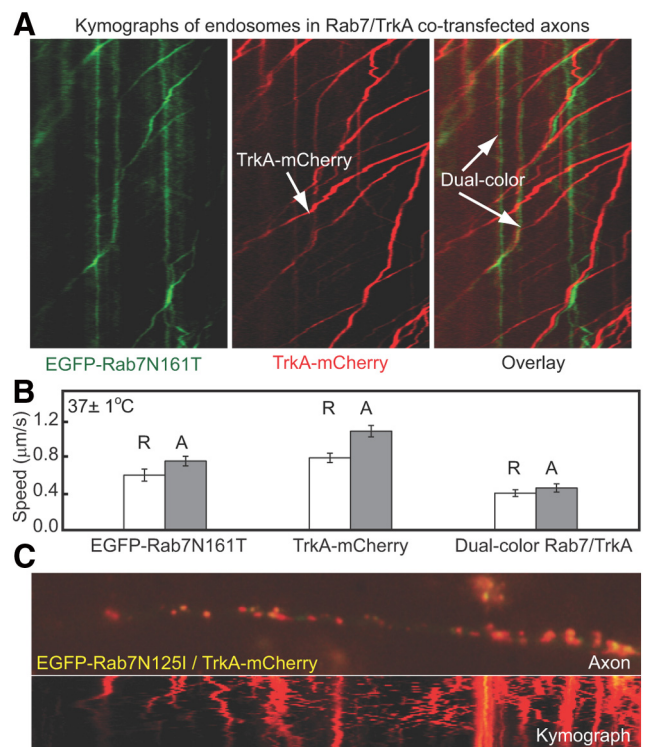 A
Kymographs of endosomes in Rab7/TrkA co-transfected axons
TrkA-mCherry
Dual-color
EGFP-Rab7N161T
TrkA-mCherry
Overlay
B
37± 1°C
Speed (μm/s)
1.2
0.8
0.4
0.0
R
A
R
A
R
A
EGFP-Rab7N161T
TrkA-mCherry
Dual-color Rab7/TrkA
C
EGFP-Rab7N125I / TrkA-mCherry
Axon
Kymograph